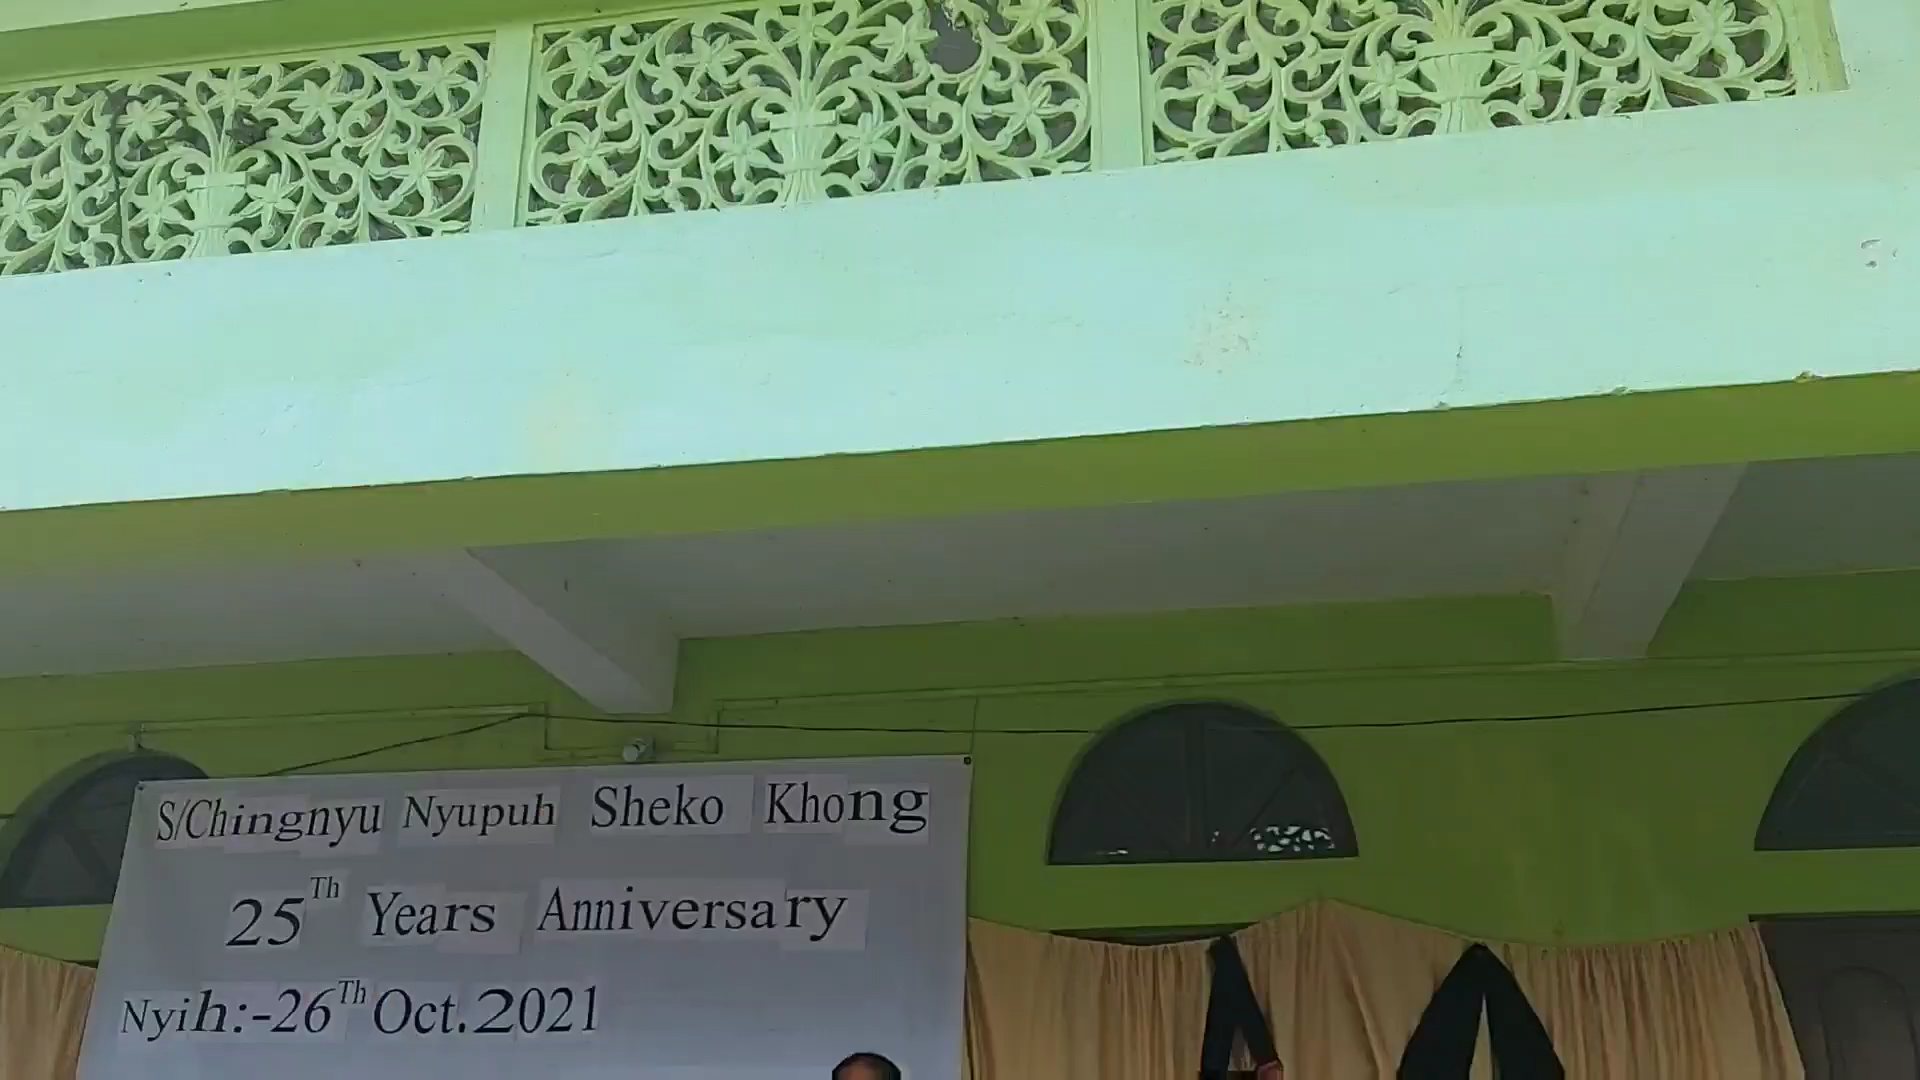 S/Chingnyu Nyupuh Sheko Khong
25Th Years Anniversary
Nyih:-26Th Oct.2021